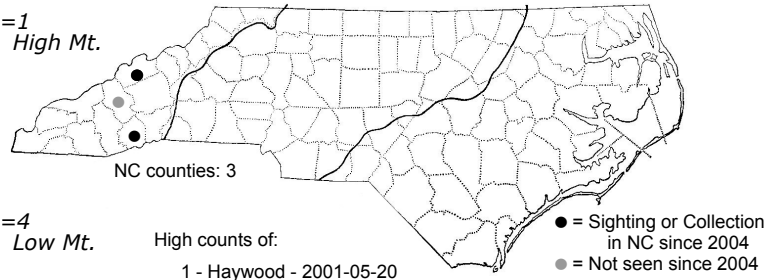 =1
High Mt.
NC counties: 3
=4
Low Mt.
High counts of:
1 - Haywood - 2001-05-20
● = Sighting or Collection
in NC since 2004
● = Not seen since 2004